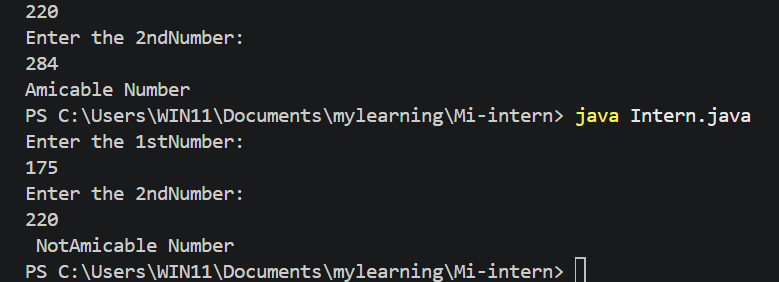 220
Enter the 2ndNumber:
284
Amicable Number
PS C:\Users\WIN11\Documents\mylearning\Mi-intern> java Intern.java
Enter the 1stNumber:
175
Enter the 2ndNumber:
220
 NotAmicable Number
PS C:\Users\WIN11\Documents\mylearning\Mi-intern>